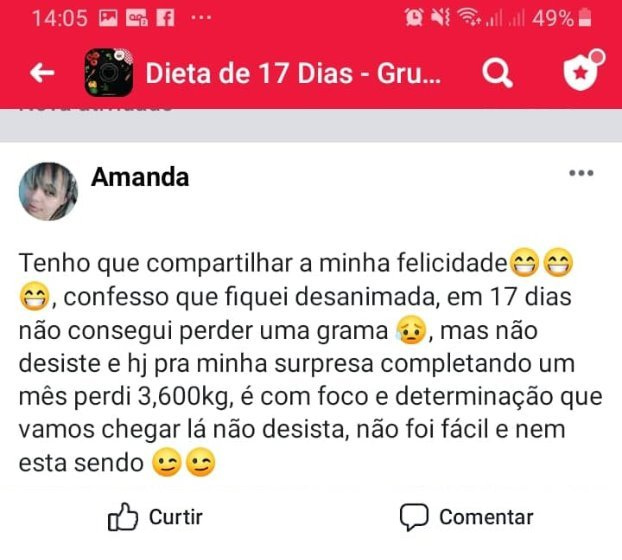 14:05 ... 49%
Dieta de 17 Dias - Gru...
Amanda
Tenho que compartilhar a minha felicidade😁😁
😁, confesso que fiquei desanimada, em 17 dias
não consegui perder uma grama 😥, mas não
desiste e hj pra minha surpresa completando um
mês perdi 3,600kg, é com foco e determinação que
vamos chegar lá não desista, não foi fácil e nem
esta sendo 😉😉
Curtir Comentar